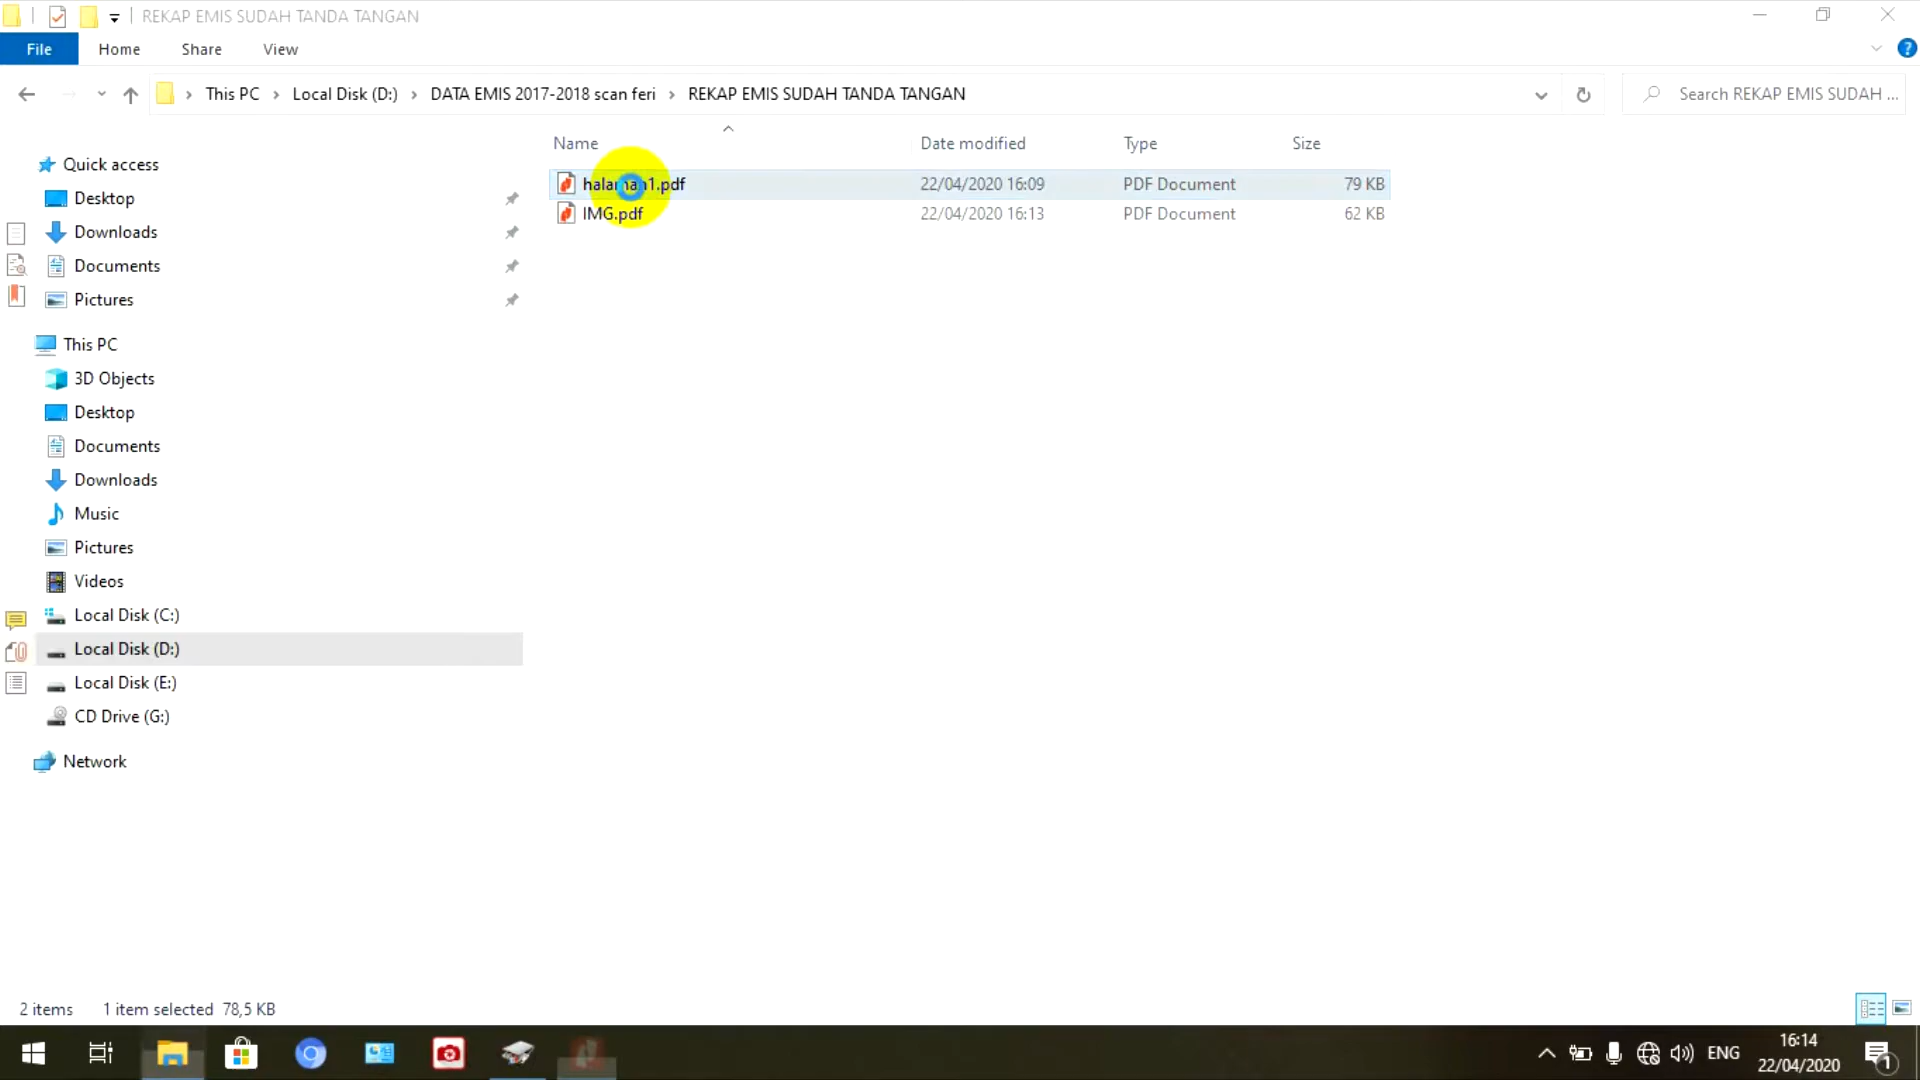 REKAP EMIS SUDAH TANDA TANGAN
File Home Share View
This PC Local Disk (D:) DATA EMIS 2017-2018 scan feri REKAP EMIS SUDAH TANDA TANGAN
Search REKAP EMIS SUDAH ...
Name Date modified Type Size
halaman1.pdf 22/04/2020 16:09 PDF Document 79 KB
IMG.pdf 22/04/2020 16:13 PDF Document 62 KB
Quick access
Desktop
Downloads
Documents
Pictures
This PC
3D Objects
Desktop
Documents
Downloads
Music
Pictures
Videos
Local Disk (C:)
Local Disk (D:)
Local Disk (E:)
CD Drive (G:)
Network
2 items 1 item selected 78,5 KB
ENG
16:14
22/04/2020
1